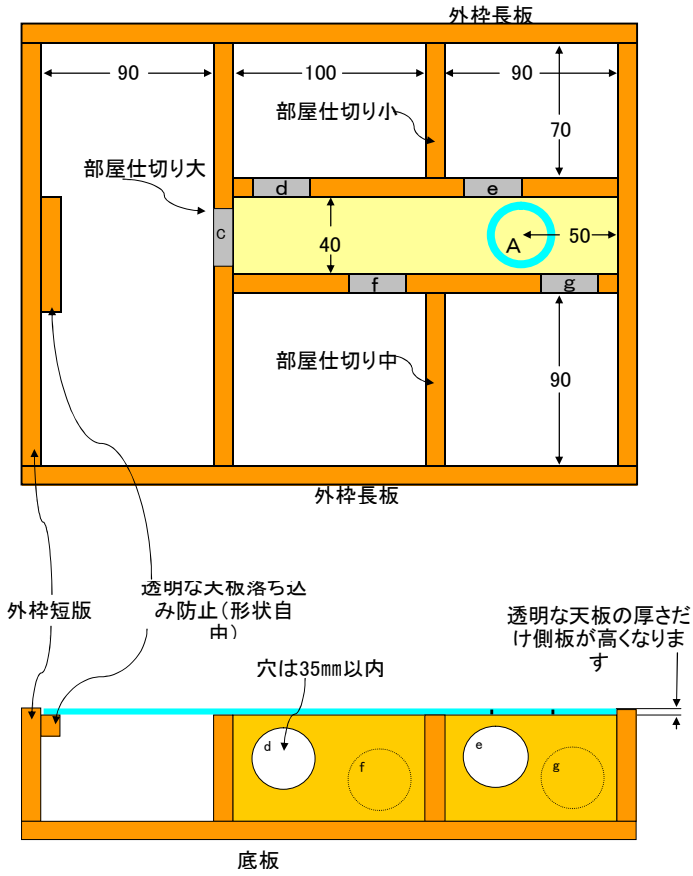 外枠長板
90
100
90
部屋仕切り小
70
部屋仕切り大
d
e
c
40
A
50
f
g
部屋仕切り中
90
外枠長板
外枠短版
透明な天板落ち込
み防止(形状自
由)
透明な天板の厚さだ
け側板が高くなりま
す
穴は35mm以内
d
f
e
g
底板